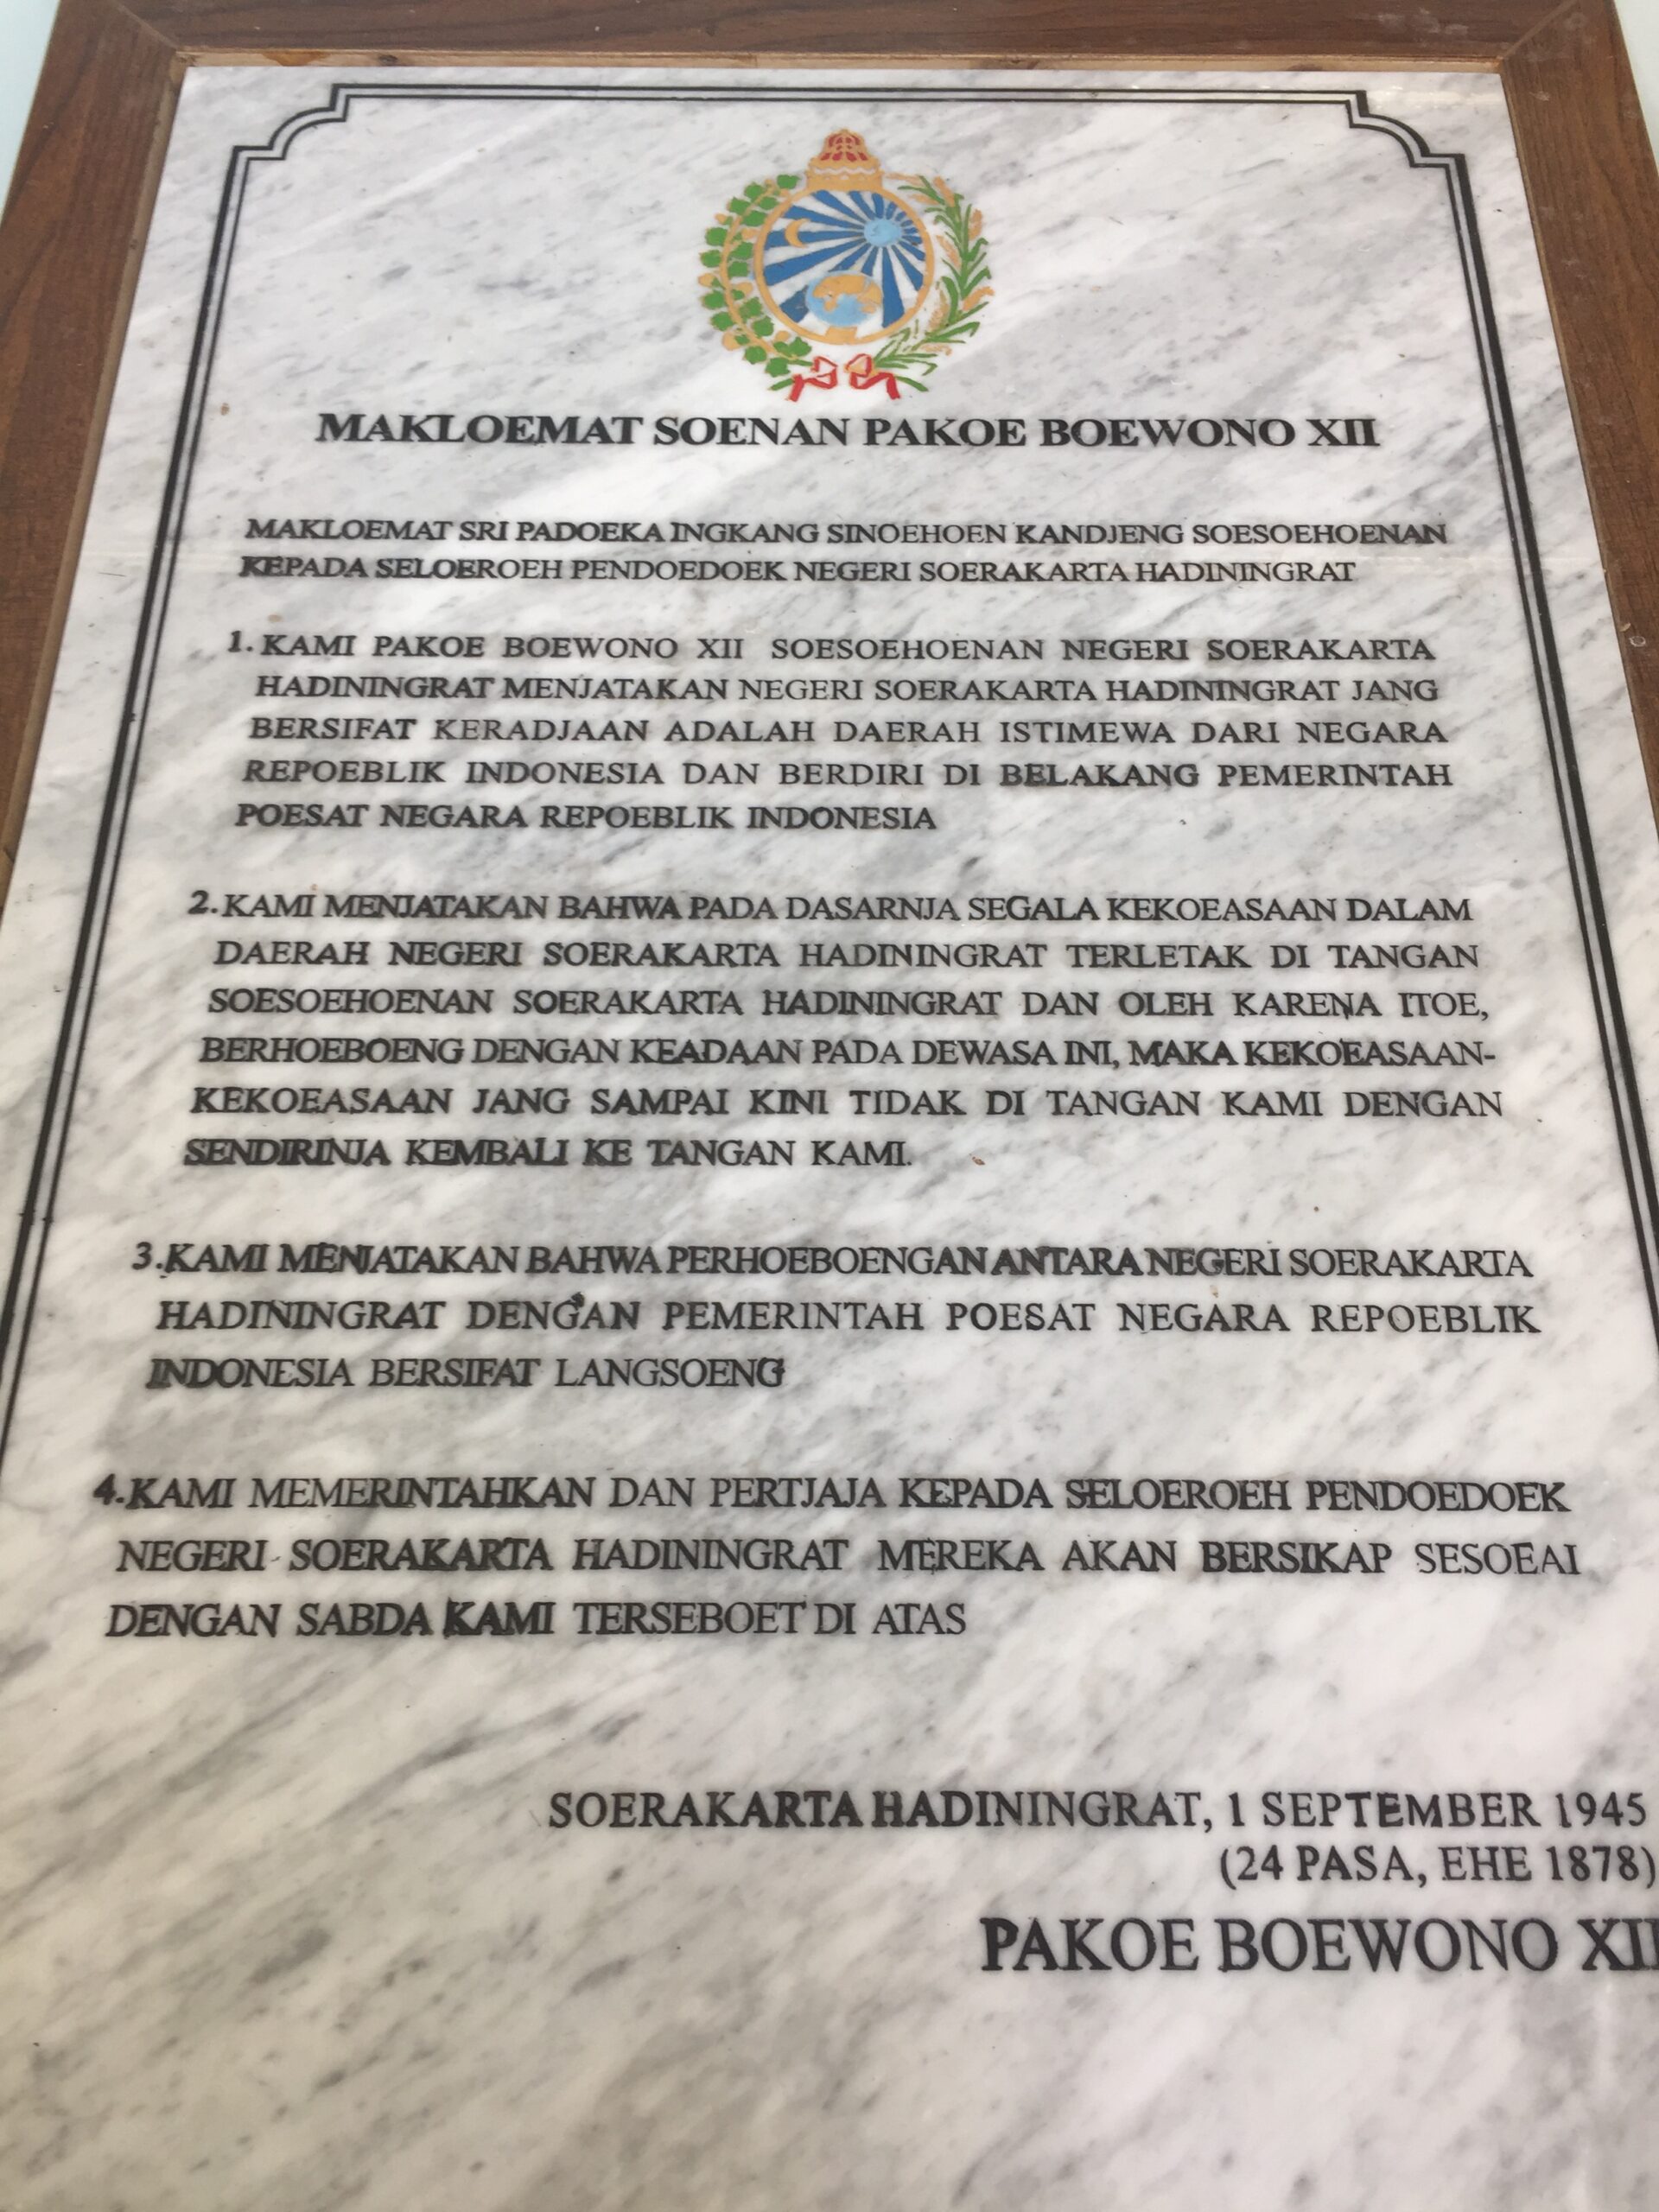 MAKLOEMAT SOENAN PAKOE BOEWONO XII
MAKLOEMAT SRI PADOEKA INGKANG SINOEHOEN KANDJENG SOESOEHOENAN
KEPADA SELOEROEH PENDOEDOEK NEGERI SOERAKARTA HADININGRAT
1. KAMI PAKOE BOEWONO XII SOESOEHOENAN NEGERI SOERAKARTA
HADININGRAT MENJATAKAN NEGERI SOERAKARTA HADININGRAT JANG
BERSIFAT KERADJAAN ADALAH DAERAH ISTIMEWA DARI NEGARA
REPOEBLIK INDONESIA DAN BERDIRI DI BELAKANG PEMERINTAH
POESAT NEGARA REPOEBLIK INDONESIA
2. KAMI MENJATAKAN BAHWA PADA DASARNJA SEGALA KEKOEASAAN DALAM
DAERAH NEGERI SOERAKARTA HADININGRAT TERLETAK DI TANGAN
SOESOEHOENAN SOERAKARTA HADININGRAT DAN OLEH KARENA ITOE,
BERHOEBOENG DENGAN KEADAAN PADA DEWASA INI, MAKA KEKOEASAAN-
KEKOEASAAN JANG SAMPAI KINI TIDAK DI TANGAN KAMI DENGAN
SENDIRINJA KEMBALI KE TANGAN KAMI.
3. KAMI MENJATAKAN BAHWA PERHOEBOENGAN ANTARA NEGERI SOERAKARTA
HADININGRAT DENGAN PEMERINTAH POESAT NEGARA REPOEBLIK
INDONESIA BERSIFAT LANGSOENG
4. KAMI MEMERINTAHKAN DAN PERTJAJA KEPADA SELOEROEH PENDOEDOEK
NEGERI SOERAKARTA HADININGRAT MEREKA AKAN BERSIKAP SESOEAI
DENGAN SABDA KAMI TERSEBOET DI ATAS
SOERAKARTA HADININGRAT, 1 SEPTEMBER 1945
(24 PASA, EHE 1878)
PAKOE BOEWONO XII